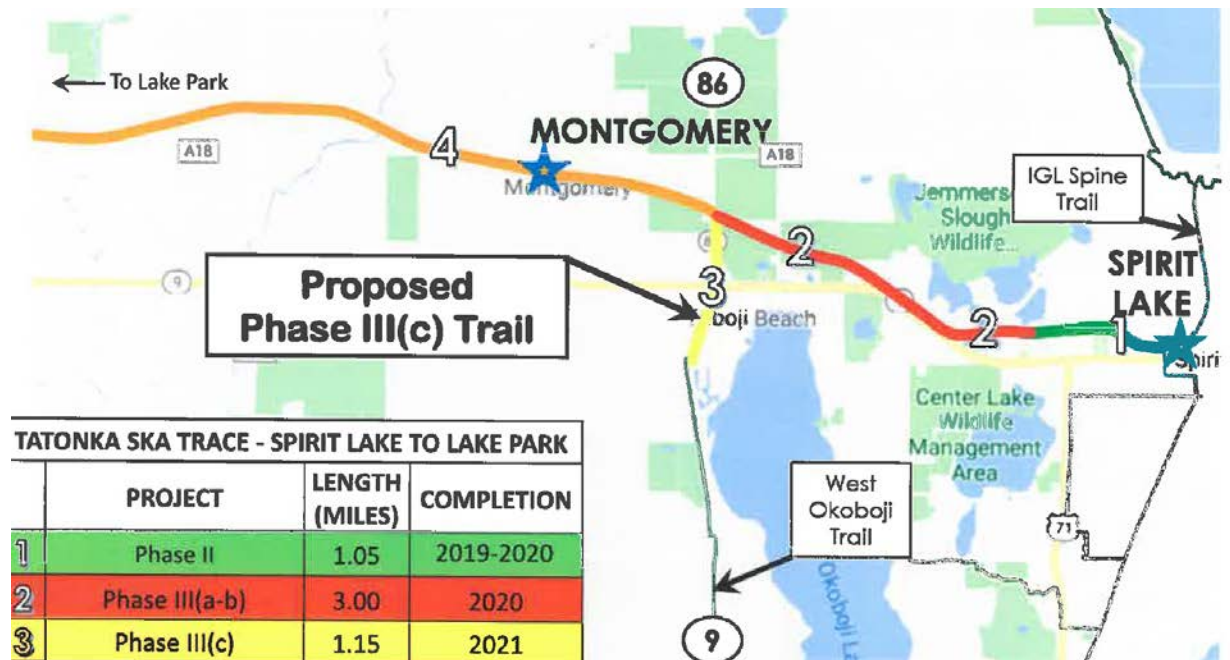 To Lake Park
86
MONTGOMERY
A18
A18
4
Montgomery
IGL Spine
Trail
Jemmers
Slough
Wildlife...
2
SPIRIT
LAKE
Proposed
Phase III(c) Trail
9
3
boji Beach
2
1
Spiri
Center Lake
Wildlife
Management
Area
West
Okoboji
Trail
71
Okoboji La
9
TATONKA SKA TRACE - SPIRIT LAKE TO LAKE PARK
PROJECT LENGTH (MILES) COMPLETION
1 Phase II 1.05 2019-2020
2 Phase III(a-b) 3.00 2020
3 Phase III(c) 1.15 2021